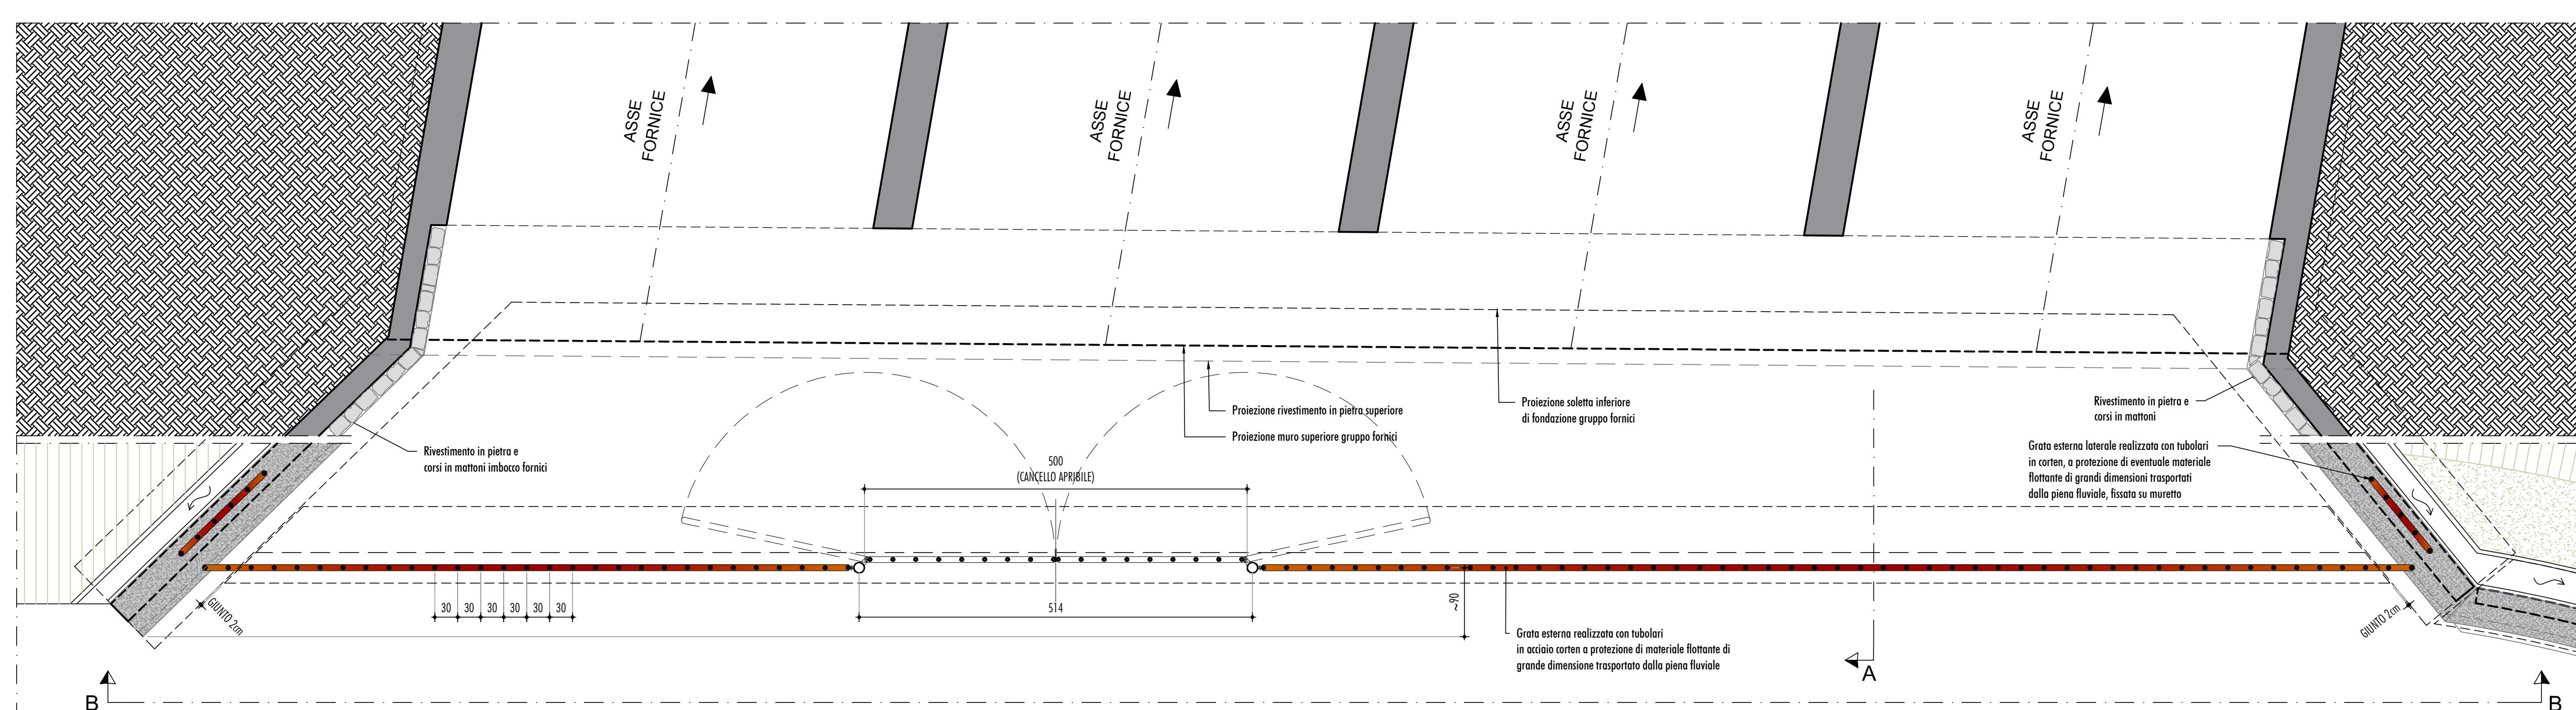 ASSE
FORNICE
ASSE
FORNICE
ASSE
FORNICE
ASSE
FORNICE
Proiezione rivestimento in pietra superiore
Proiezione muro superiore gruppo fornici
Proiezione soletta inferiore
di fondazione gruppo fornici
Rivestimento in pietra e
corsi in mattoni
Rivestimento in pietra e
corsi in mattoni imbocco fornici
Grata esterna laterale realizzata con tubolari
in corten, a protezione di eventuale materiale
flottante di grandi dimensioni trasportati
dalla piena fluviale, fissata su muretto
500
(CANCELLO APRIBILE)
30
30
30
30
30
30
514
~90
GIUNTO 2cm
GIUNTO 2cm
Grata esterna realizzata con tubolari
in acciaio corten a protezione di materiale flottante di
grande dimensione trasportato dalla piena fluviale
A
B
B